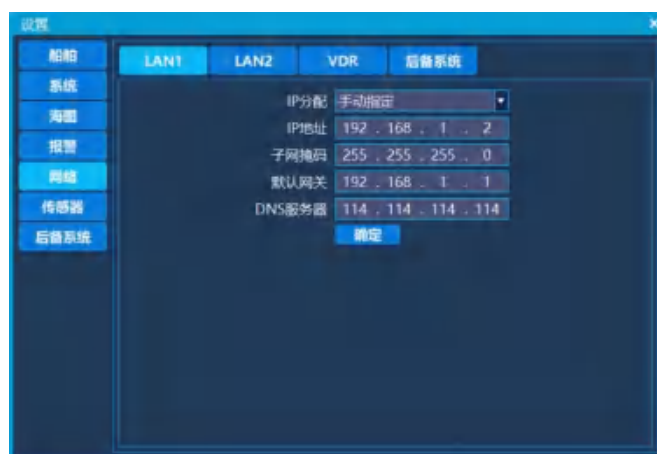 设置
船舶
系统
海图
报警
网络
传感器
后备系统
LAN1 LAN2 VDR 后备系统
IP分配 手动指定
IP地址 192 . 168 . 1 . 2
子网掩码 255 . 255 . 255 . 0
默认网关 192 . 168 . 1 . 1
DNS服务器 114 . 114 . 114 . 114
确定